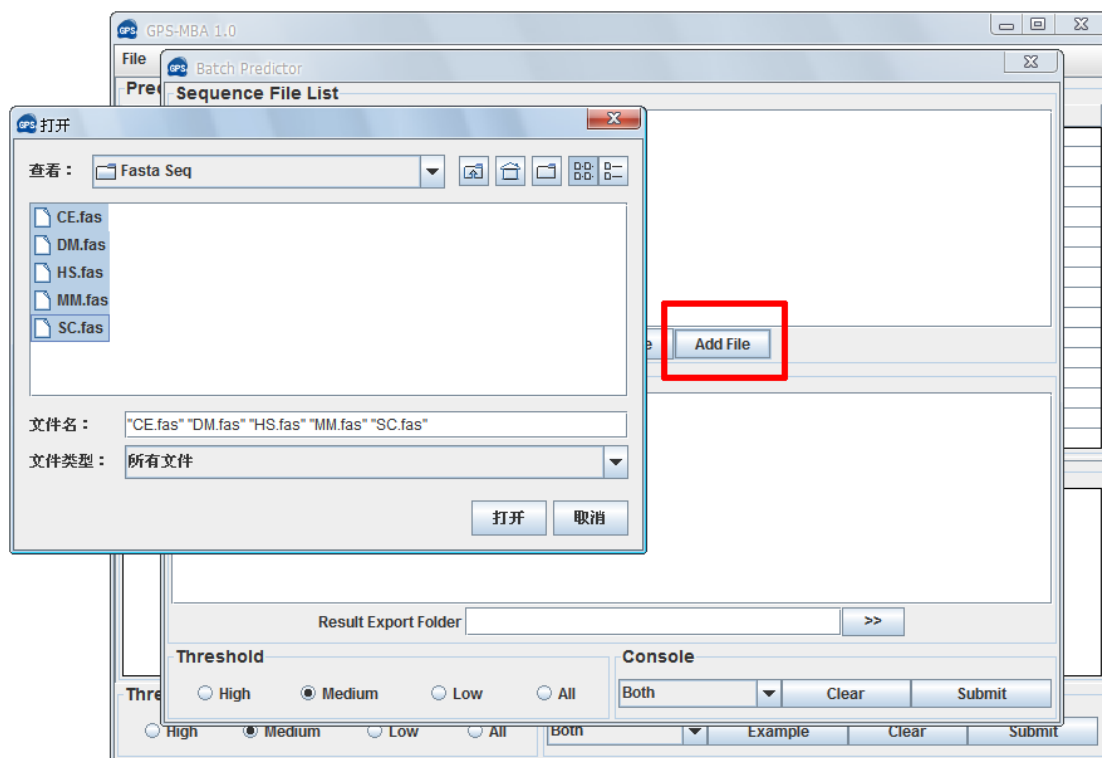 GPS GPS-MBA 1.0
File
GPS Batch Predictor
Sequence File List
GPS 打开
查看：
Fasta Seq
CE.fas
DM.fas
HS.fas
MM.fas
SC.fas
Add File
文件名：
"CE.fas" "DM.fas" "HS.fas" "MM.fas" "SC.fas"
文件类型：
所有文件
打开 取消
Result Export Folder >>
Threshold
High Medium Low All
Console
Both Clear Submit
High Medium Low All Both Example Clear Submit